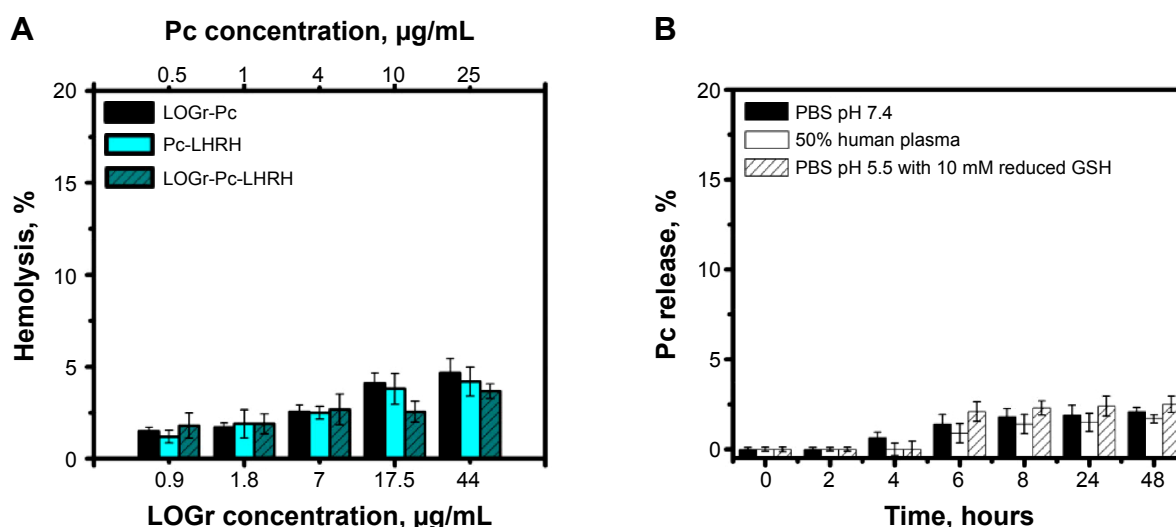 A
Pc concentration, µg/mL
0.5 1 4 10 25
20
15
10
5
0
Hemolysis, %
LOGr-Pc
Pc-LHRH
LOGr-Pc-LHRH
0.9 1.8 7 17.5 44
LOGr concentration, µg/mL
B
20
15
10
5
0
Pc release, %
PBS pH 7.4
50% human plasma
PBS pH 5.5 with 10 mM reduced GSH
0 2 4 6 8 24 48
Time, hours